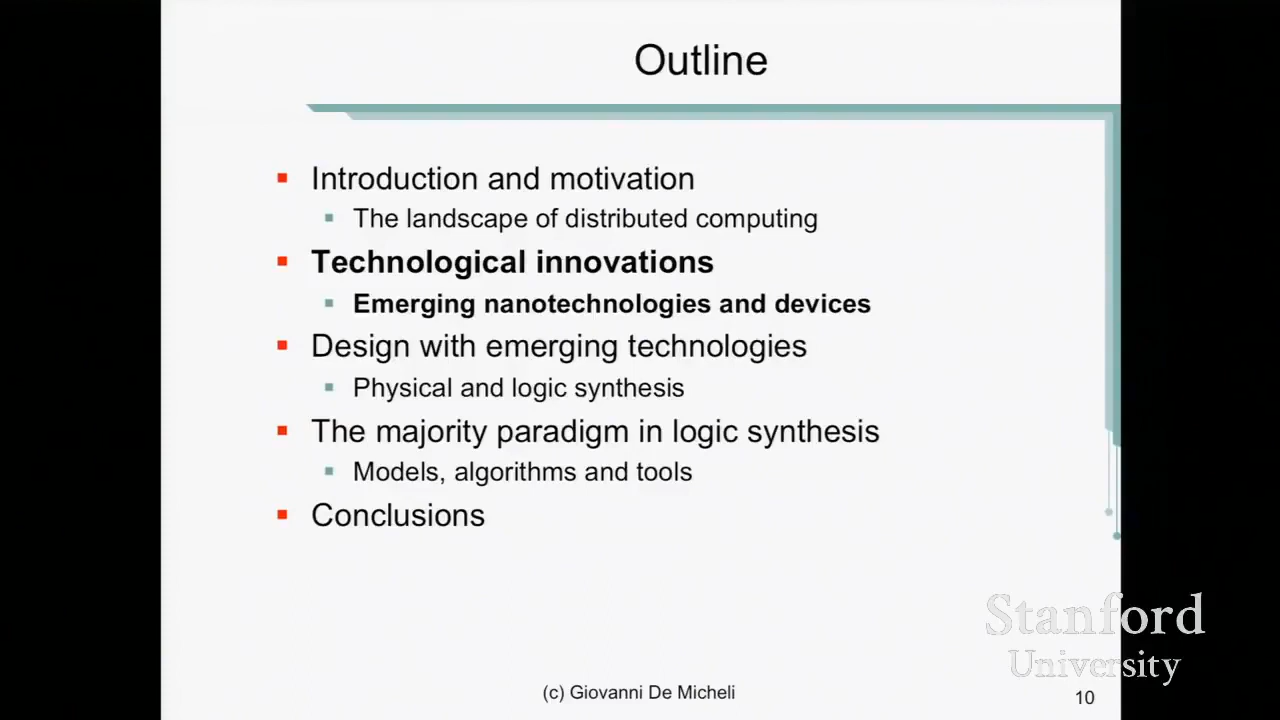 Outline
Introduction and motivation
The landscape of distributed computing
Technological innovations
Emerging nanotechnologies and devices
Design with emerging technologies
Physical and logic synthesis
The majority paradigm in logic synthesis
Models, algorithms and tools
Conclusions
Stanford
University
(c) Giovanni De Micheli
10